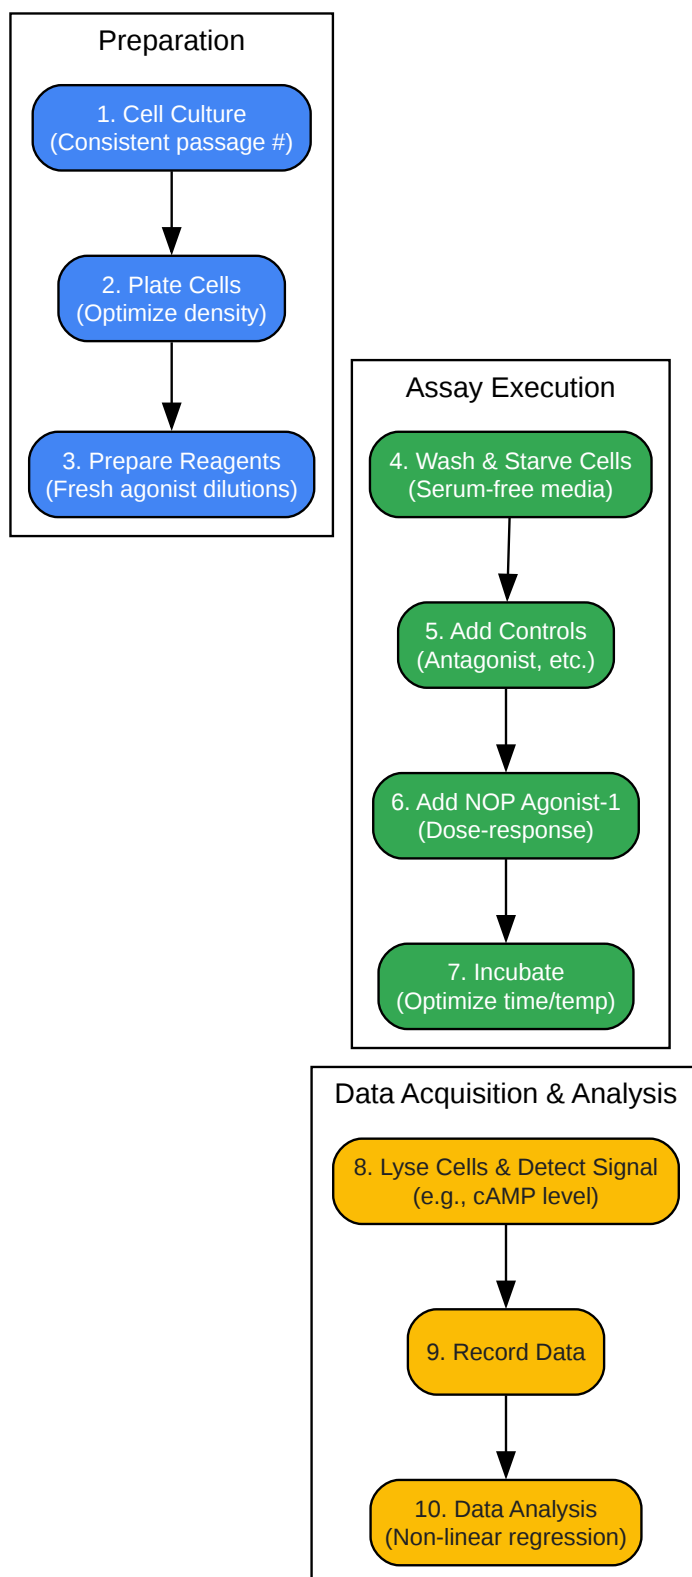 Preparation
1. Cell Culture
(Consistent passage #)
2. Plate Cells
(Optimize density)
3. Prepare Reagents
(Fresh agonist dilutions)
Assay Execution
4. Wash & Starve Cells
(Serum-free media)
5. Add Controls
(Antagonist, etc.)
6. Add NOP Agonist-1
(Dose-response)
7. Incubate
(Optimize time/temp)
Data Acquisition & Analysis
8. Lyse Cells & Detect Signal
(e.g., cAMP level)
9. Record Data
10. Data Analysis
(Non-linear regression)